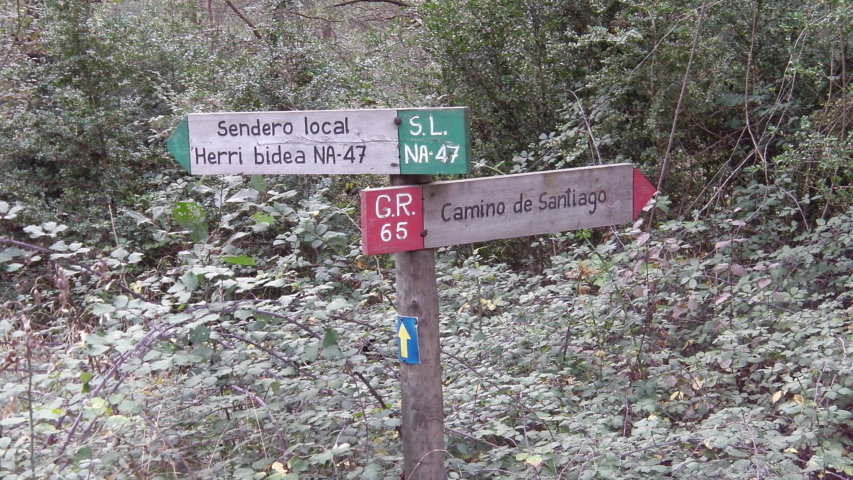 Sendero local
Herri bidea NA-47
S.L.
NA-47
G.R.
65
Camino de Santiago